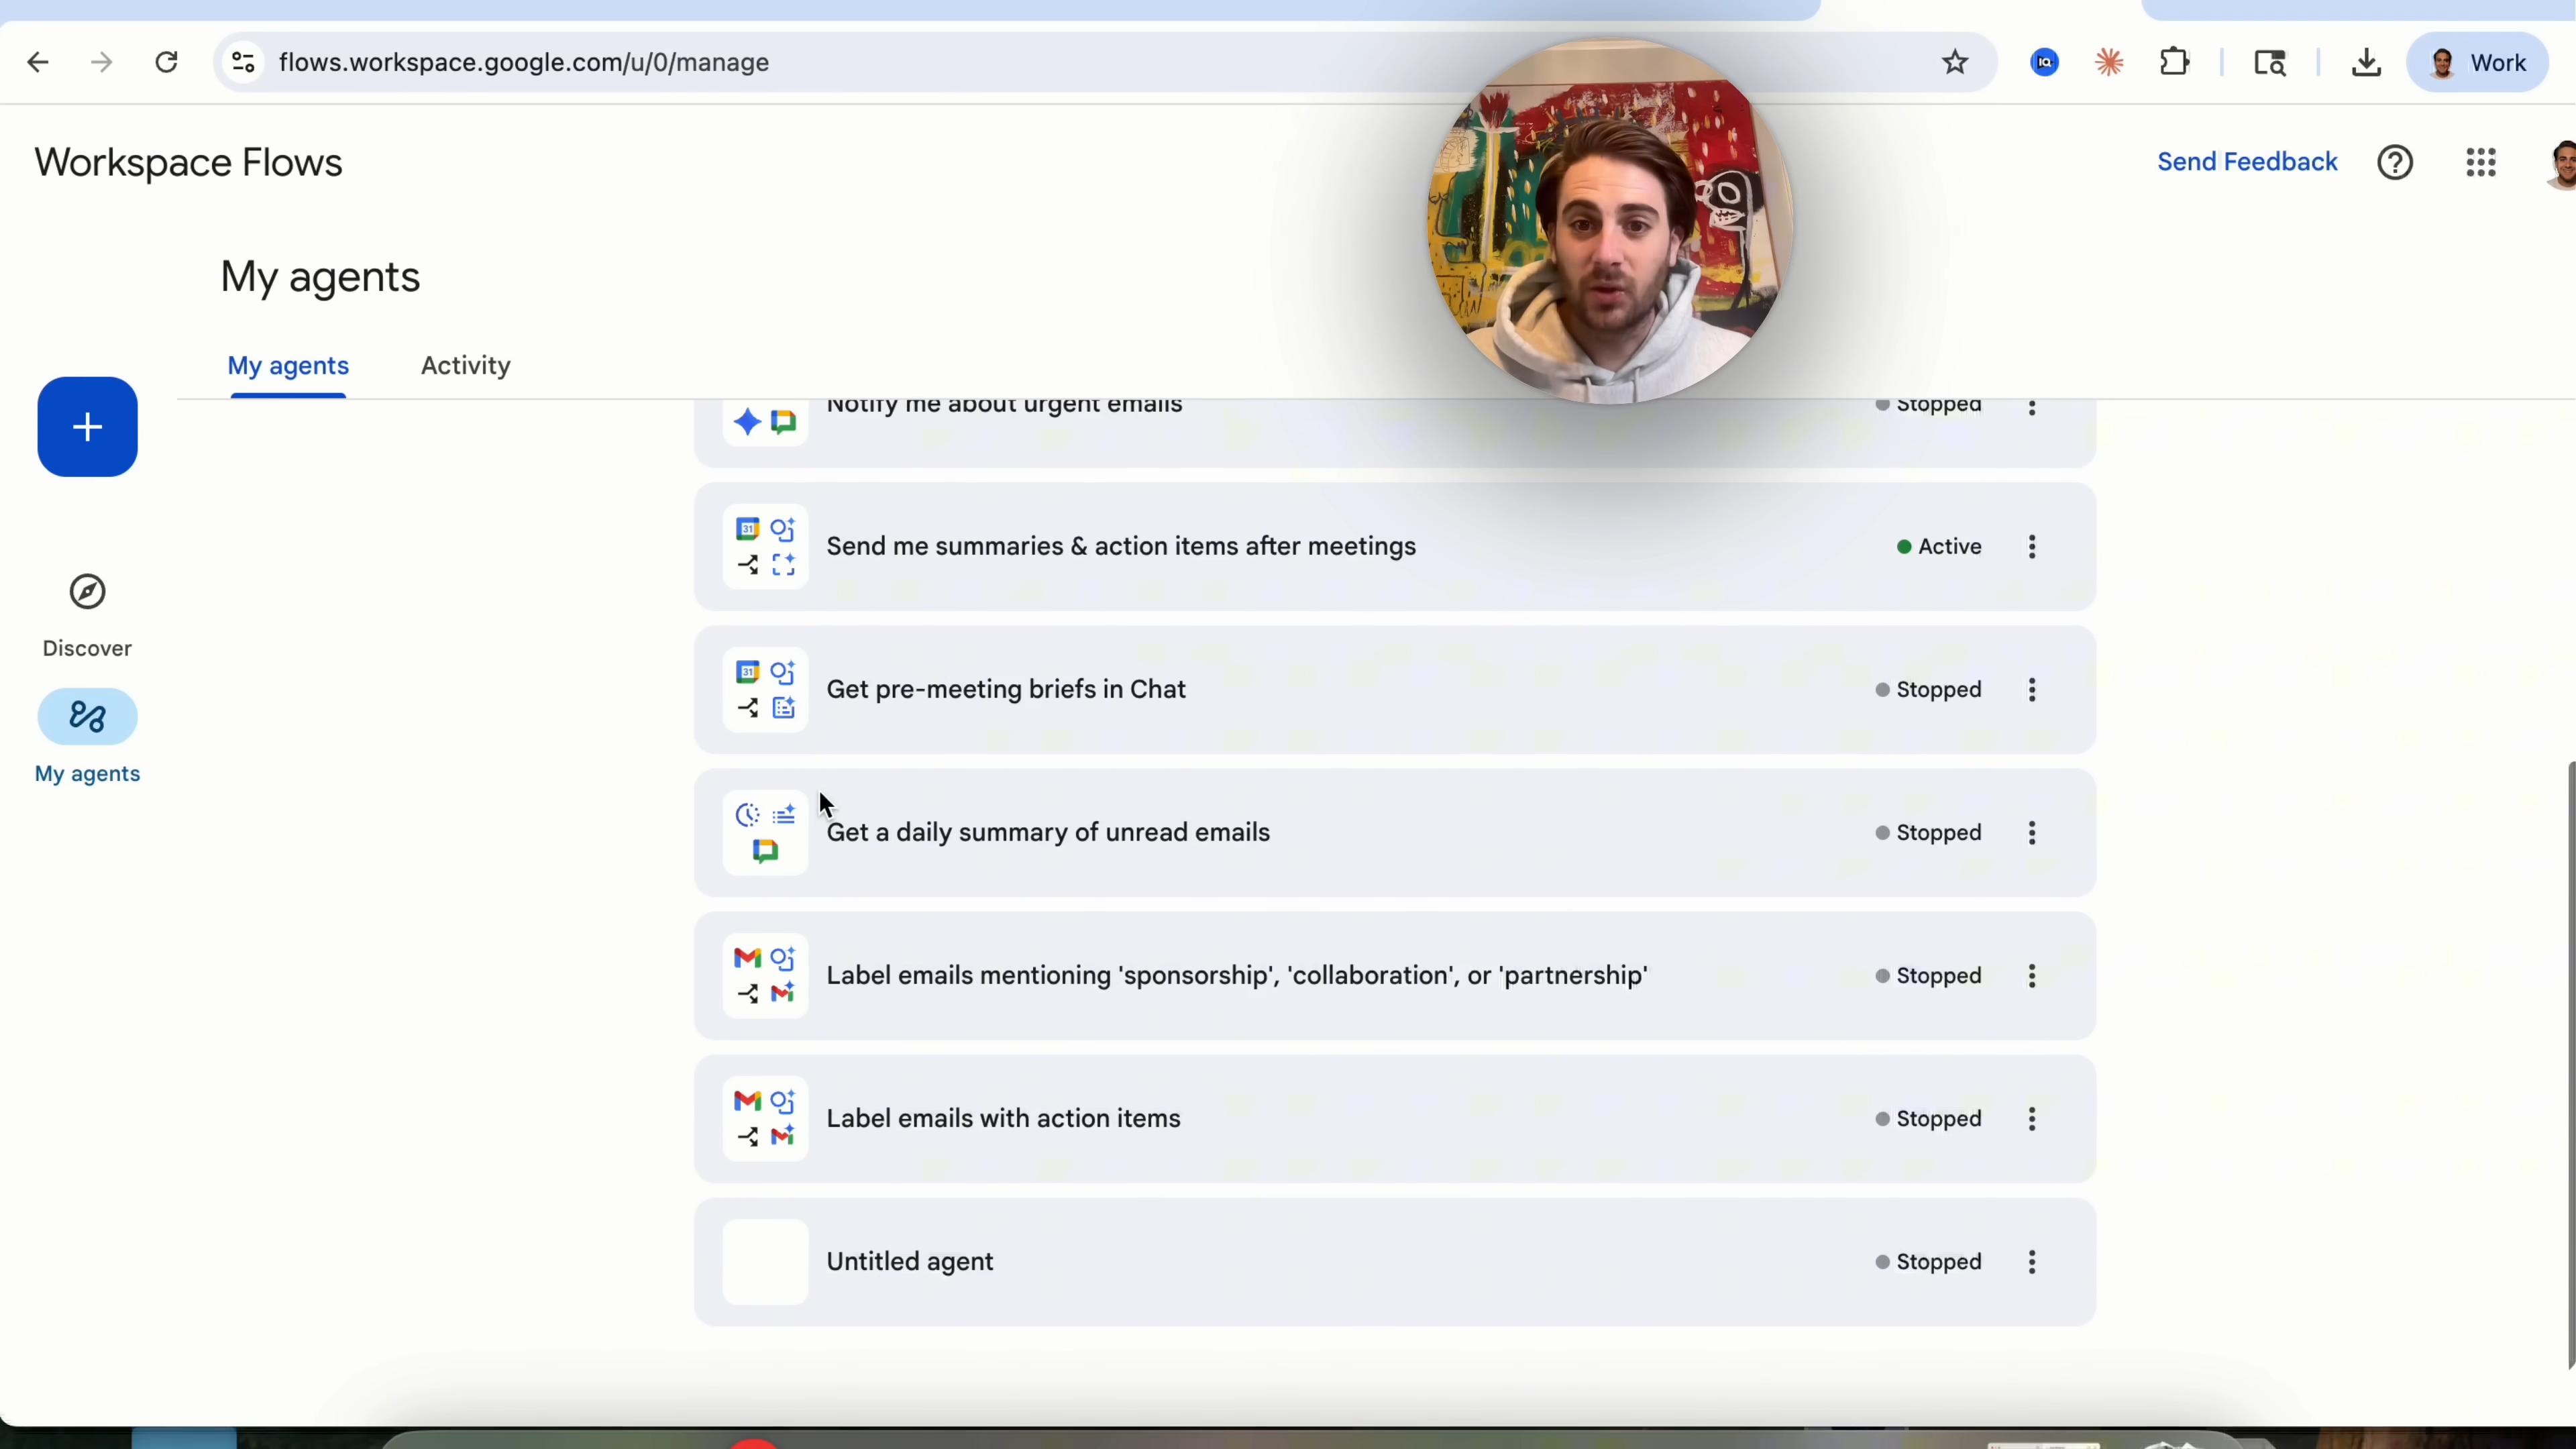 flows.workspace.google.com/u/0/manage
Work
Workspace Flows
Send Feedback
My agents
My agents
Activity
Notify me about urgent emails
Stopped
Send me summaries & action items after meetings
Active
Discover
Get pre-meeting briefs in Chat
Stopped
My agents
Get a daily summary of unread emails
Stopped
Label emails mentioning 'sponsorship', 'collaboration', or 'partnership'
Stopped
Label emails with action items
Stopped
Untitled agent
Stopped